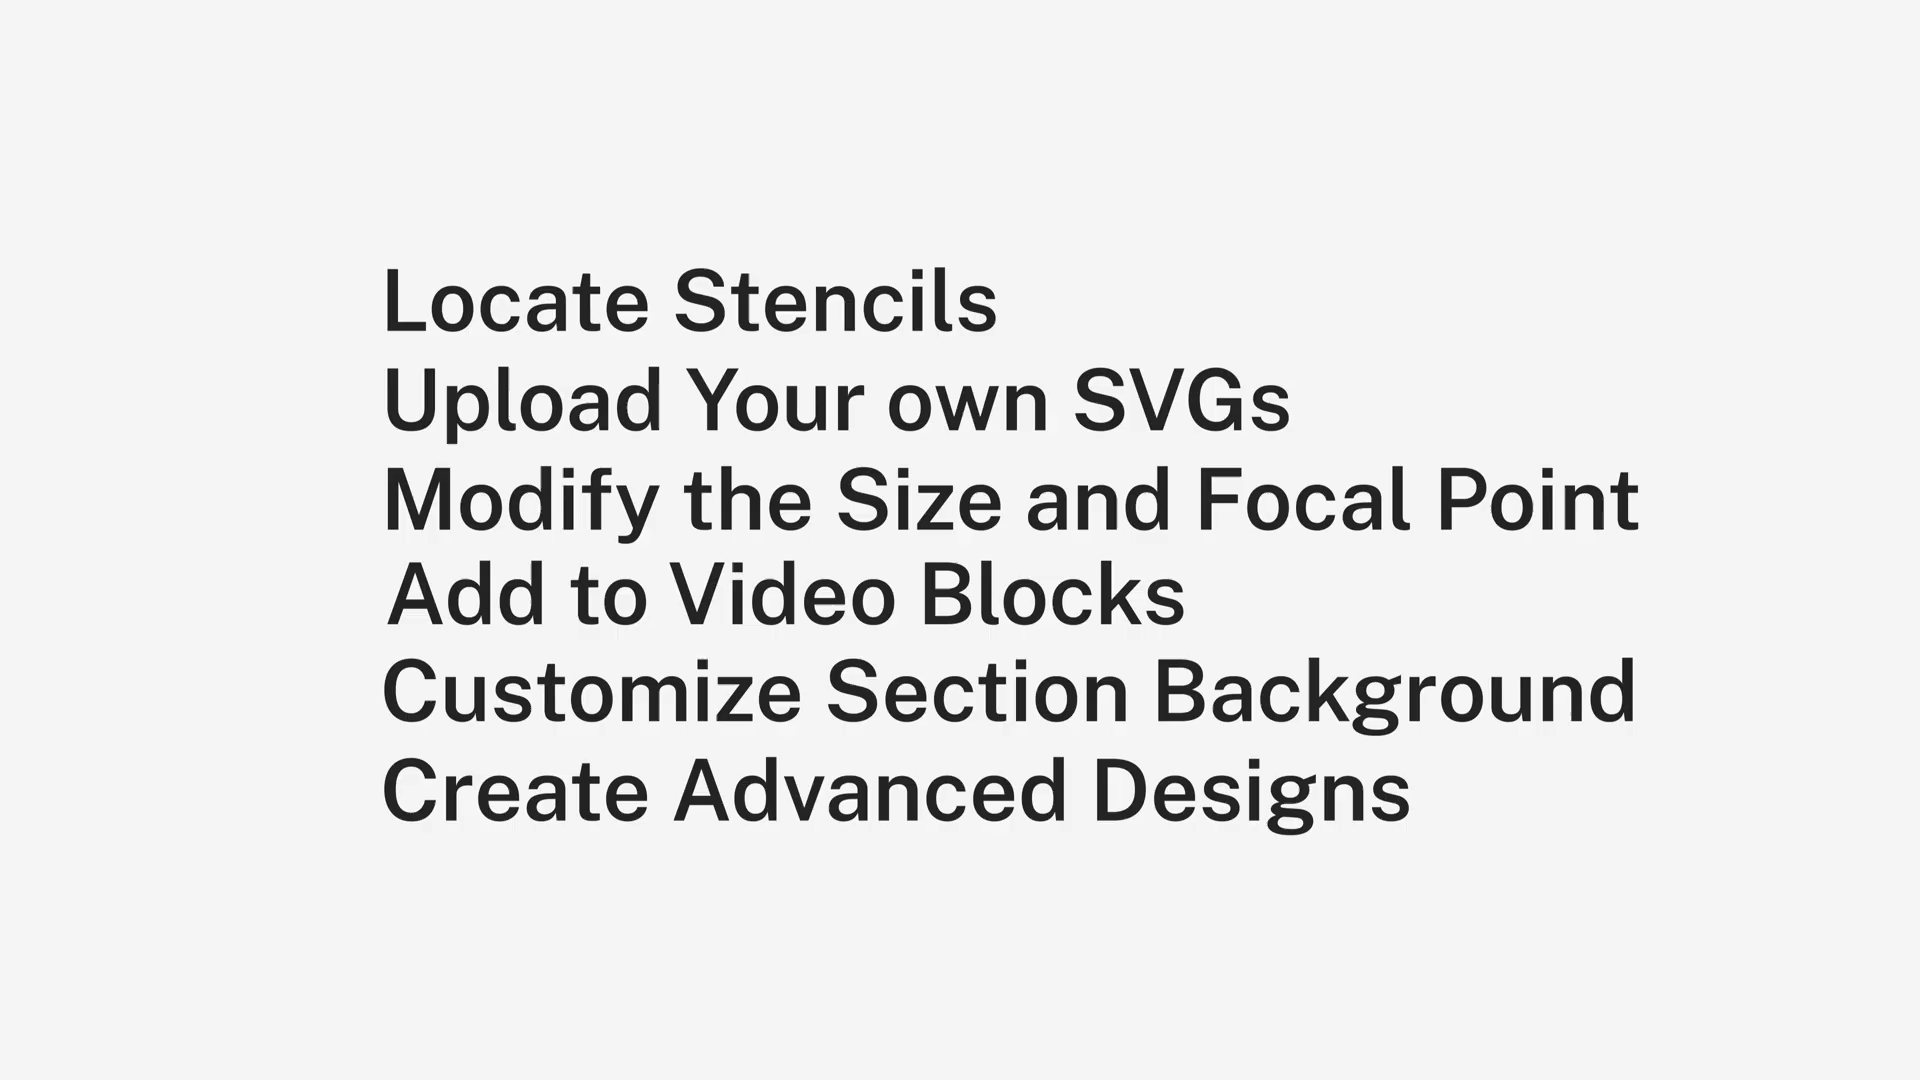 Locate Stencils
Upload Your own SVGs
Modify the Size and Focal Point
Add to Video Blocks
Customize Section Background
Create Advanced Designs